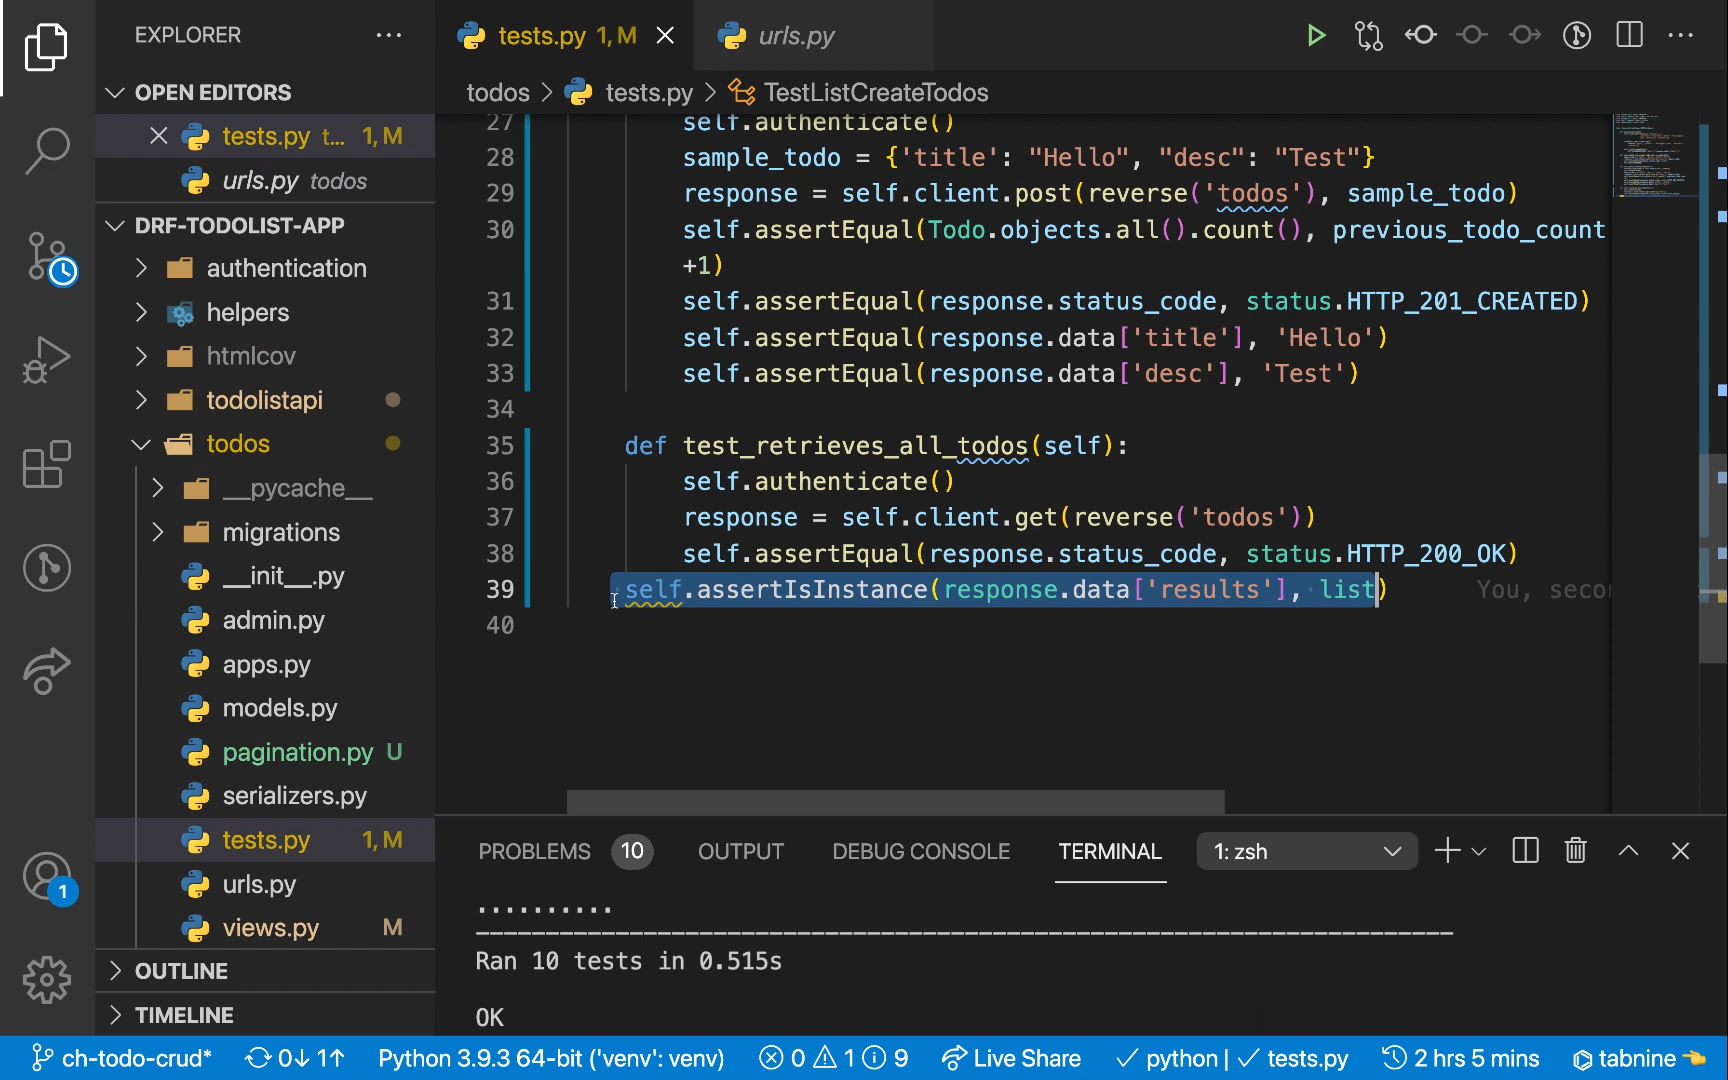 EXPLORER
OPEN EDITORS
tests.py t... 1, M
urls.py todos
DRF-TODOLIST-APP
authentication
helpers
htmlcov
todolistapi
todos
__pycache__
migrations
__init__.py
admin.py
apps.py
models.py
pagination.py U
serializers.py
tests.py 1, M
urls.py
views.py M
OUTLINE
TIMELINE
tests.py 1, M
urls.py
todos > tests.py > TestListCreateTodos
27 self.authenticate()
28 sample_todo = {'title': "Hello", "desc": "Test"}
29 response = self.client.post(reverse('todos'), sample_todo)
30 self.assertEqual(Todo.objects.all().count(), previous_todo_count
+1)
31 self.assertEqual(response.status_code, status.HTTP_201_CREATED)
32 self.assertEqual(response.data['title'], 'Hello')
33 self.assertEqual(response.data['desc'], 'Test')
34
35 def test_retrieves_all_todos(self):
36 self.authenticate()
37 response = self.client.get(reverse('todos'))
38 self.assertEqual(response.status_code, status.HTTP_200_OK)
39 self.assertIsInstance(response.data['results'], list) You, secon
40
PROBLEMS 10 OUTPUT DEBUG CONSOLE TERMINAL 1: zsh
..........
----------------------------------------------------------------------
Ran 10 tests in 0.515s
OK
ch-todo-crud* 0↓ 1↑ Python 3.9.3 64-bit ('venv': venv) 0 1 9 Live Share ✓ python | ✓ tests.py 2 hrs 5 mins tabnine
1